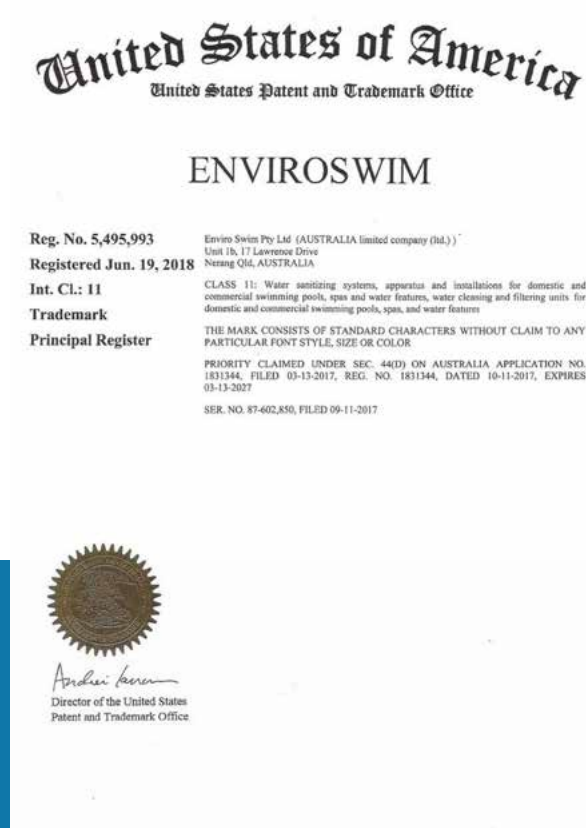 United States of America
United States Patent and Trademark Office
ENVIROSWIM
Reg. No. 5,495,993
Registered Jun. 19, 2018
Int. Cl.: 11
Trademark
Principal Register
Enviro Swim Pty Ltd (AUSTRALIA limited company (ltd.) )
Unit 1b, 17 Lawrence Drive
Nerang Qld, AUSTRALIA
CLASS 11: Water sanitizing systems, apparatus and installations for domestic and
commercial swimming pools, spas and water features, water cleaning and filtering units for
domestic and commercial swimming pools, spas, and water features
THE MARK CONSISTS OF STANDARD CHARACTERS WITHOUT CLAIM TO ANY
PARTICULAR FONT STYLE, SIZE OR COLOR
PRIORITY CLAIMED UNDER SEC. 44(D) ON AUSTRALIA APPLICATION NO.
1831344, FILED 03-13-2017, REG. NO. 1831344, DATED 10-11-2017, EXPIRES
03-13-2027
SER. NO. 87-602,850, FILED 09-11-2017
Andrei Iancu
Director of the United States
Patent and Trademark Office